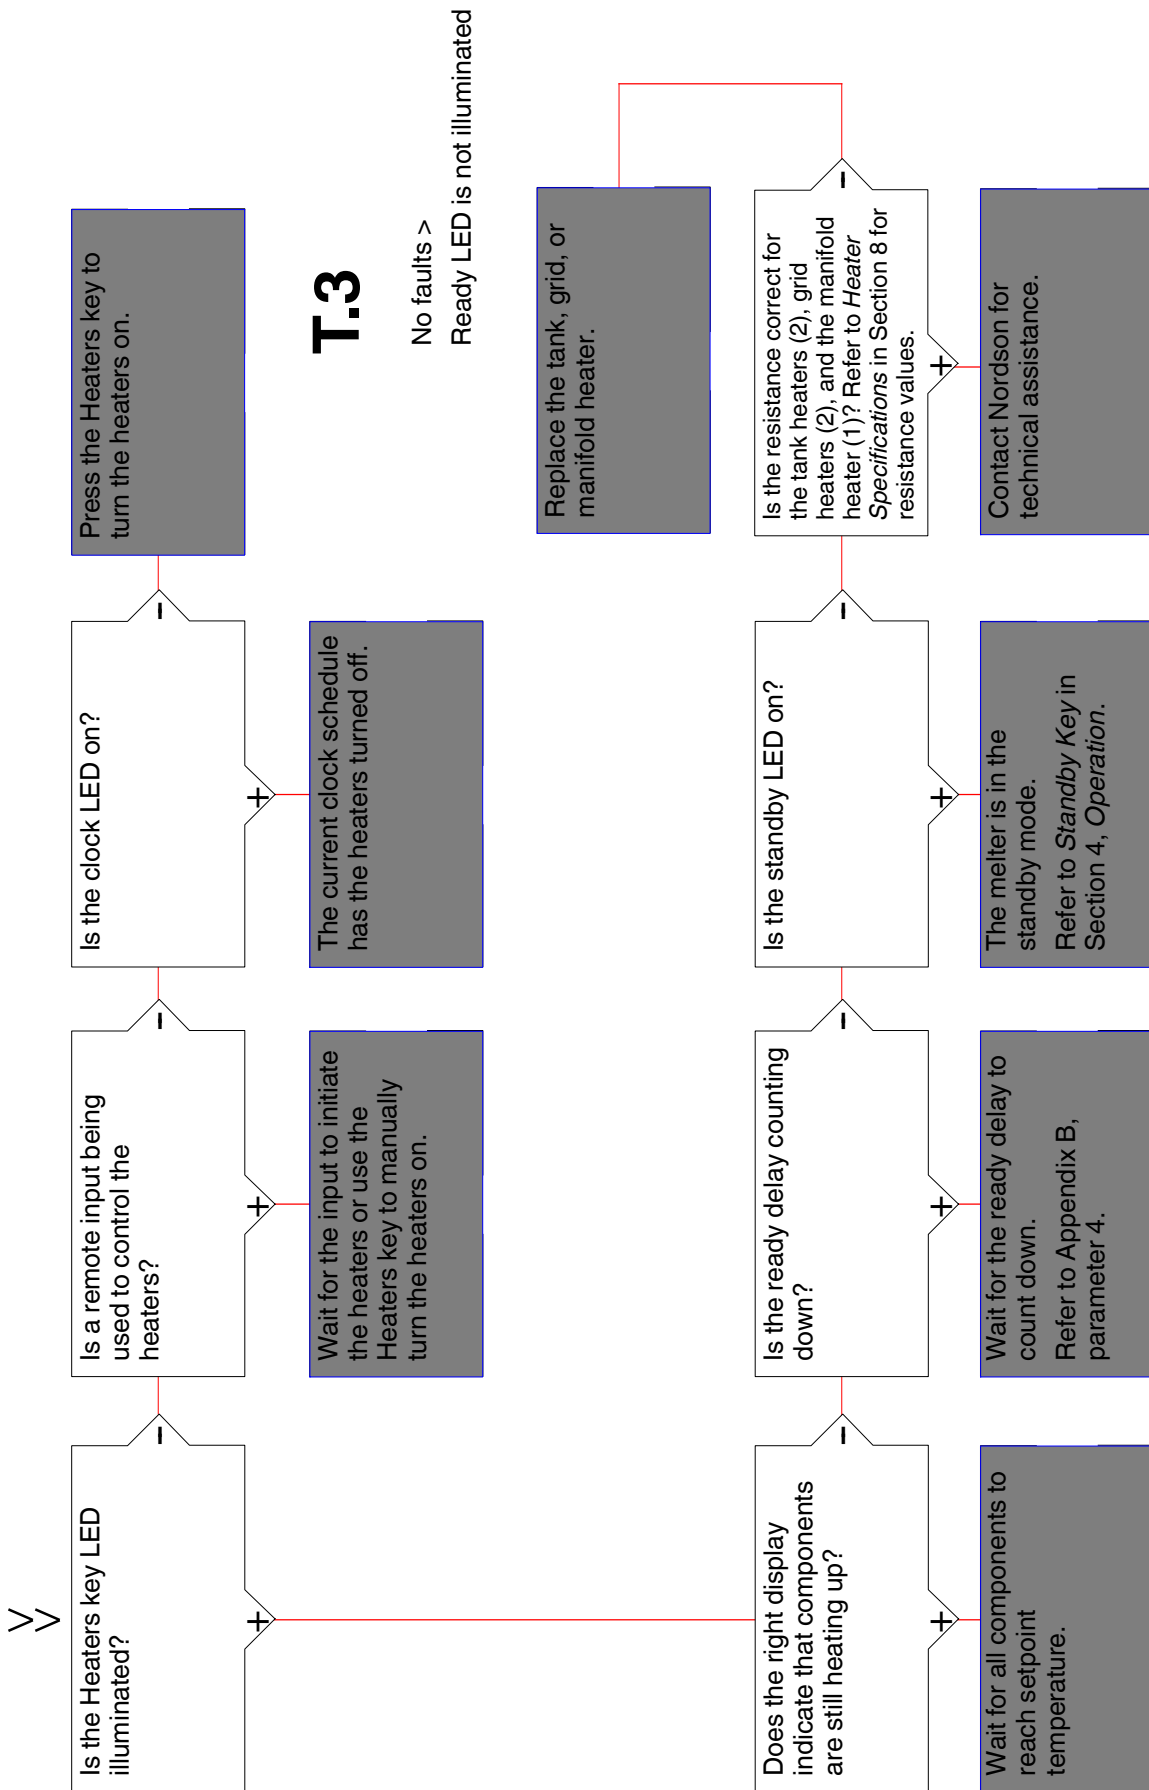 >>
Is the Heaters key LED
illuminated?
+
−
Is a remote input being
used to control the
heaters?
+
−
Is the clock LED on?
+
−
Press the Heaters key to
turn the heaters on.
Wait for the input to initiate
the heaters or use the
Heaters key to manually
turn the heaters on.
The current clock schedule
has the heaters turned off.
T.3
No faults >
Ready LED is not illuminated
Replace the tank, grid, or
manifold heater.
Does the right display
indicate that components
are still heating up?
+
−
Is the ready delay counting
down?
+
−
Is the standby LED on?
+
−
Is the resistance correct for
the tank heaters (2), grid
heaters (2), and the manifold
heater (1)? Refer to Heater
Specifications in Section 8 for
resistance values.
+
−
Wait for all components to
reach setpoint
temperature.
Wait for the ready delay to
count down.
Refer to Appendix B,
parameter 4.
The melter is in the
standby mode.
Refer to Standby Key in
Section 4, Operation.
Contact Nordson for
technical assistance.